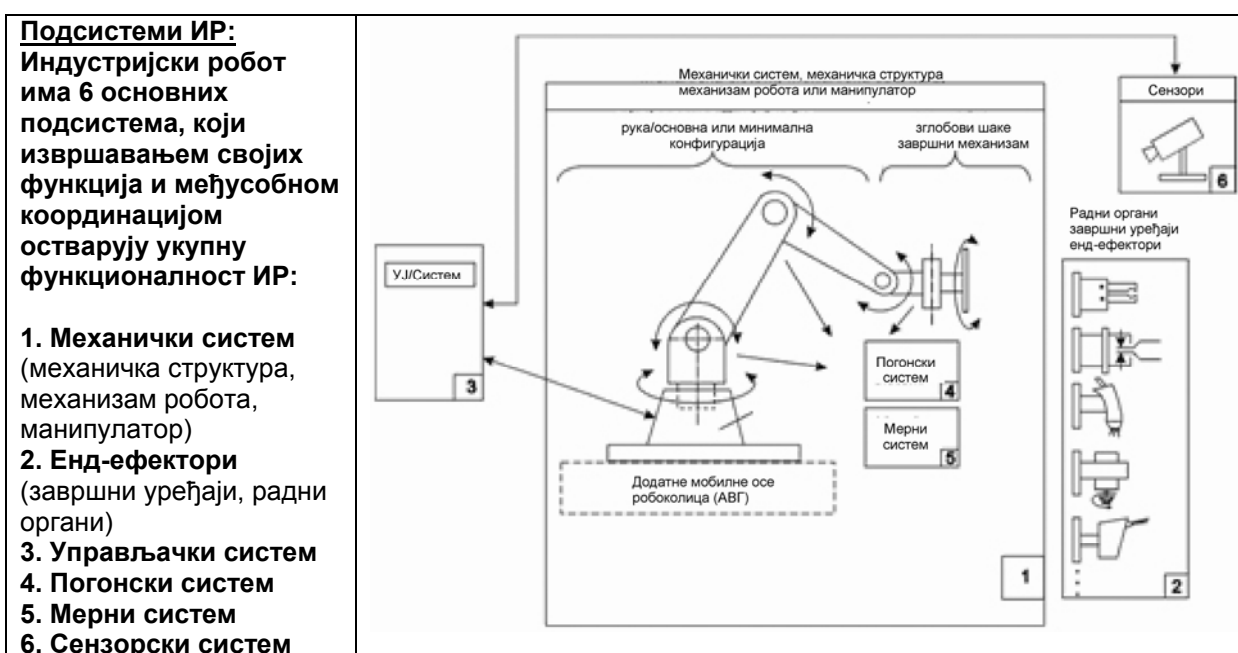 Подсистеми ИР:
Индустријски робот
има 6 основних
подсистема, који
извршавањем својих
функција и међусобном
координацијом
остварују укупну
функционалност ИР:
1. Механички систем
(механичка структура,
механизам робота,
манипулатор)
2. Енд-ефектори
(завршни уређаји, радни
органи)
3. Управљачки систем
4. Погонски систем
5. Мерни систем
6. Сензорски систем
Механички систем, механичка структура
механизам робота или манипулатор
рука/основна или минимална
конфигурација
зглобови шаке
завршни механизам
Сензори
6
Радни органи
завршни уређаји
енд-ефектори
УЈ/Систем
3
Погонски
систем
4
Мерни
систем
5
Додатне мобилне осе
робоколица (АВГ)
1
2